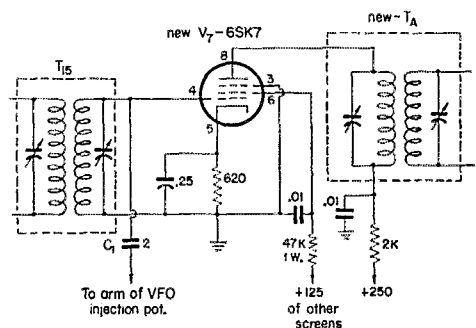 new V7-6SK7
new-TA
T15
8
3
4
6
5
.25
620
.01
.01
C1
2
47K
1 W.
2K
To arm of VFO
injection pot.
+125
of other
screens
+250